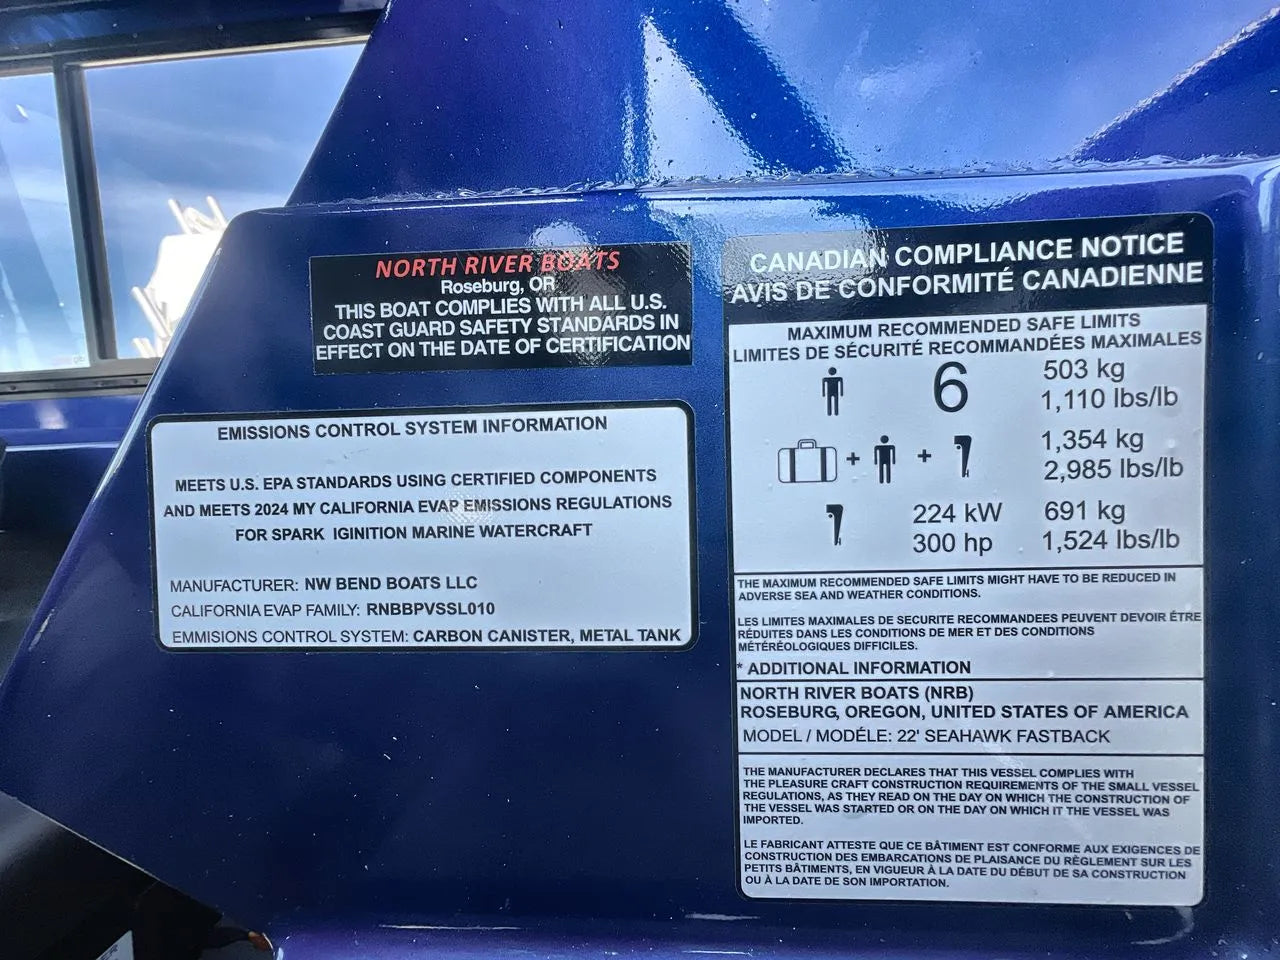 NORTH RIVER BOATS
Roseburg, OR
THIS BOAT COMPLIES WITH ALL U.S.
COAST GUARD SAFETY STANDARDS IN
EFFECT ON THE DATE OF CERTIFICATION
EMISSIONS CONTROL SYSTEM INFORMATION
MEETS U.S. EPA STANDARDS USING CERTIFIED COMPONENTS
AND MEETS 2024 MY CALIFORNIA EVAP EMISSIONS REGULATIONS
FOR SPARK IGNITION MARINE WATERCRAFT
MANUFACTURER: NW BEND BOATS LLC
CALIFORNIA EVAP FAMILY: RNBBPVSSL010
EMMISIONS CONTROL SYSTEM: CARBON CANISTER, METAL TANK
CANADIAN COMPLIANCE NOTICE
AVIS DE CONFORMITÉ CANADIENNE
MAXIMUM RECOMMENDED SAFE LIMITS
LIMITES DE SÉCURITÉ RECOMMANDÉES MAXIMALES
6 503 kg
1,110 lbs/lb
+ + 1,354 kg
2,985 lbs/lb
224 kW 691 kg
300 hp 1,524 lbs/lb
THE MAXIMUM RECOMMENDED SAFE LIMITS MIGHT HAVE TO BE REDUCED IN
ADVERSE SEA AND WEATHER CONDITIONS.
LES LIMITES MAXIMALES DE SECURITE RECOMMANDEES PEUVENT DEVOIR ÊTRE
RÉDUITES DANS LES CONDITIONS DE MER ET DES CONDITIONS
MÉTÉRÉOLOGIQUES DIFFICILES.
* ADDITIONAL INFORMATION
NORTH RIVER BOATS (NRB)
ROSEBURG, OREGON, UNITED STATES OF AMERICA
MODEL / MODÉLE: 22' SEAHAWK FASTBACK
THE MANUFACTURER DECLARES THAT THIS VESSEL COMPLIES WITH
THE PLEASURE CRAFT CONSTRUCTION REQUIREMENTS OF THE SMALL VESSEL
REGULATIONS, AS THEY READ ON THE DAY ON WHICH THE CONSTRUCTION OF
THE VESSEL WAS STARTED OR ON THE DAY ON WHICH IT THE VESSEL WAS
IMPORTED.
LE FABRICANT ATTESTE QUE CE BÂTIMENT EST CONFORME AUX EXIGENCES DE
CONSTRUCTION DES EMBARCATIONS DE PLAISANCE DU RÈGLEMENT SUR LES
PETITS BÂTIMENTS, EN VIGUEUR À LA DATE DU DÉBUT DE SA CONSTRUCTION
OU À LA DATE DE SON IMPORTATION.